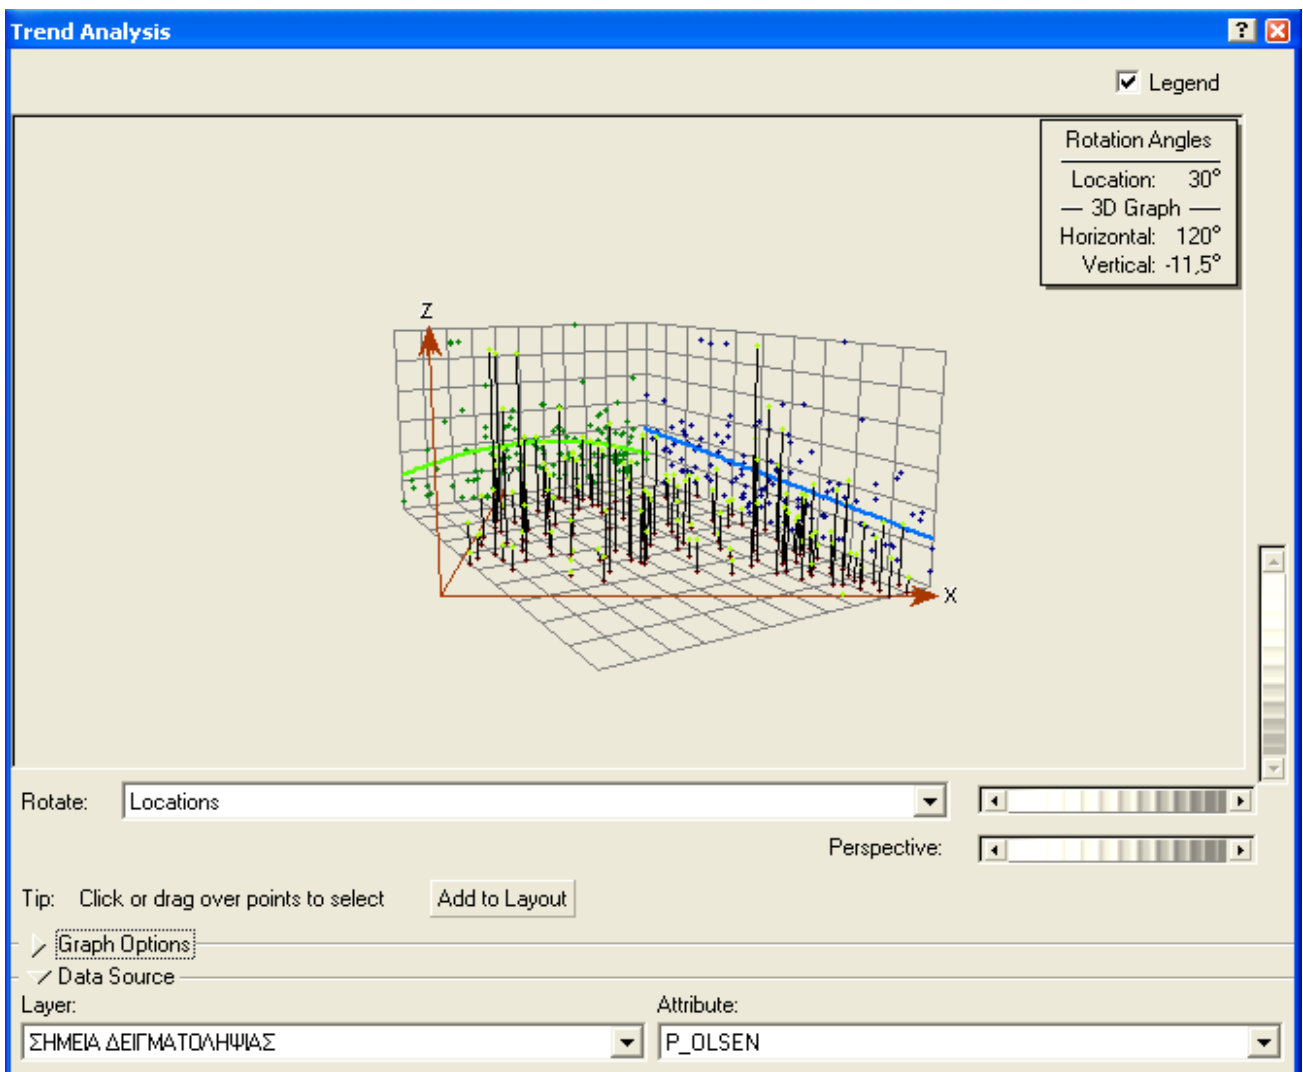 Trend Analysis
Legend
Rotation Angles
Location: 30°
3D Graph
Horizontal: 120°
Vertical: -11,5°
Z
X
Rotate: Locations
Perspective:
Tip: Click or drag over points to select Add to Layout
Graph Options
Data Source
Layer: Attribute:
ΣΗΜΕΙΑ ΔΕΙΓΜΑΤΟΛΗΨΙΑΣ P_OLSEN